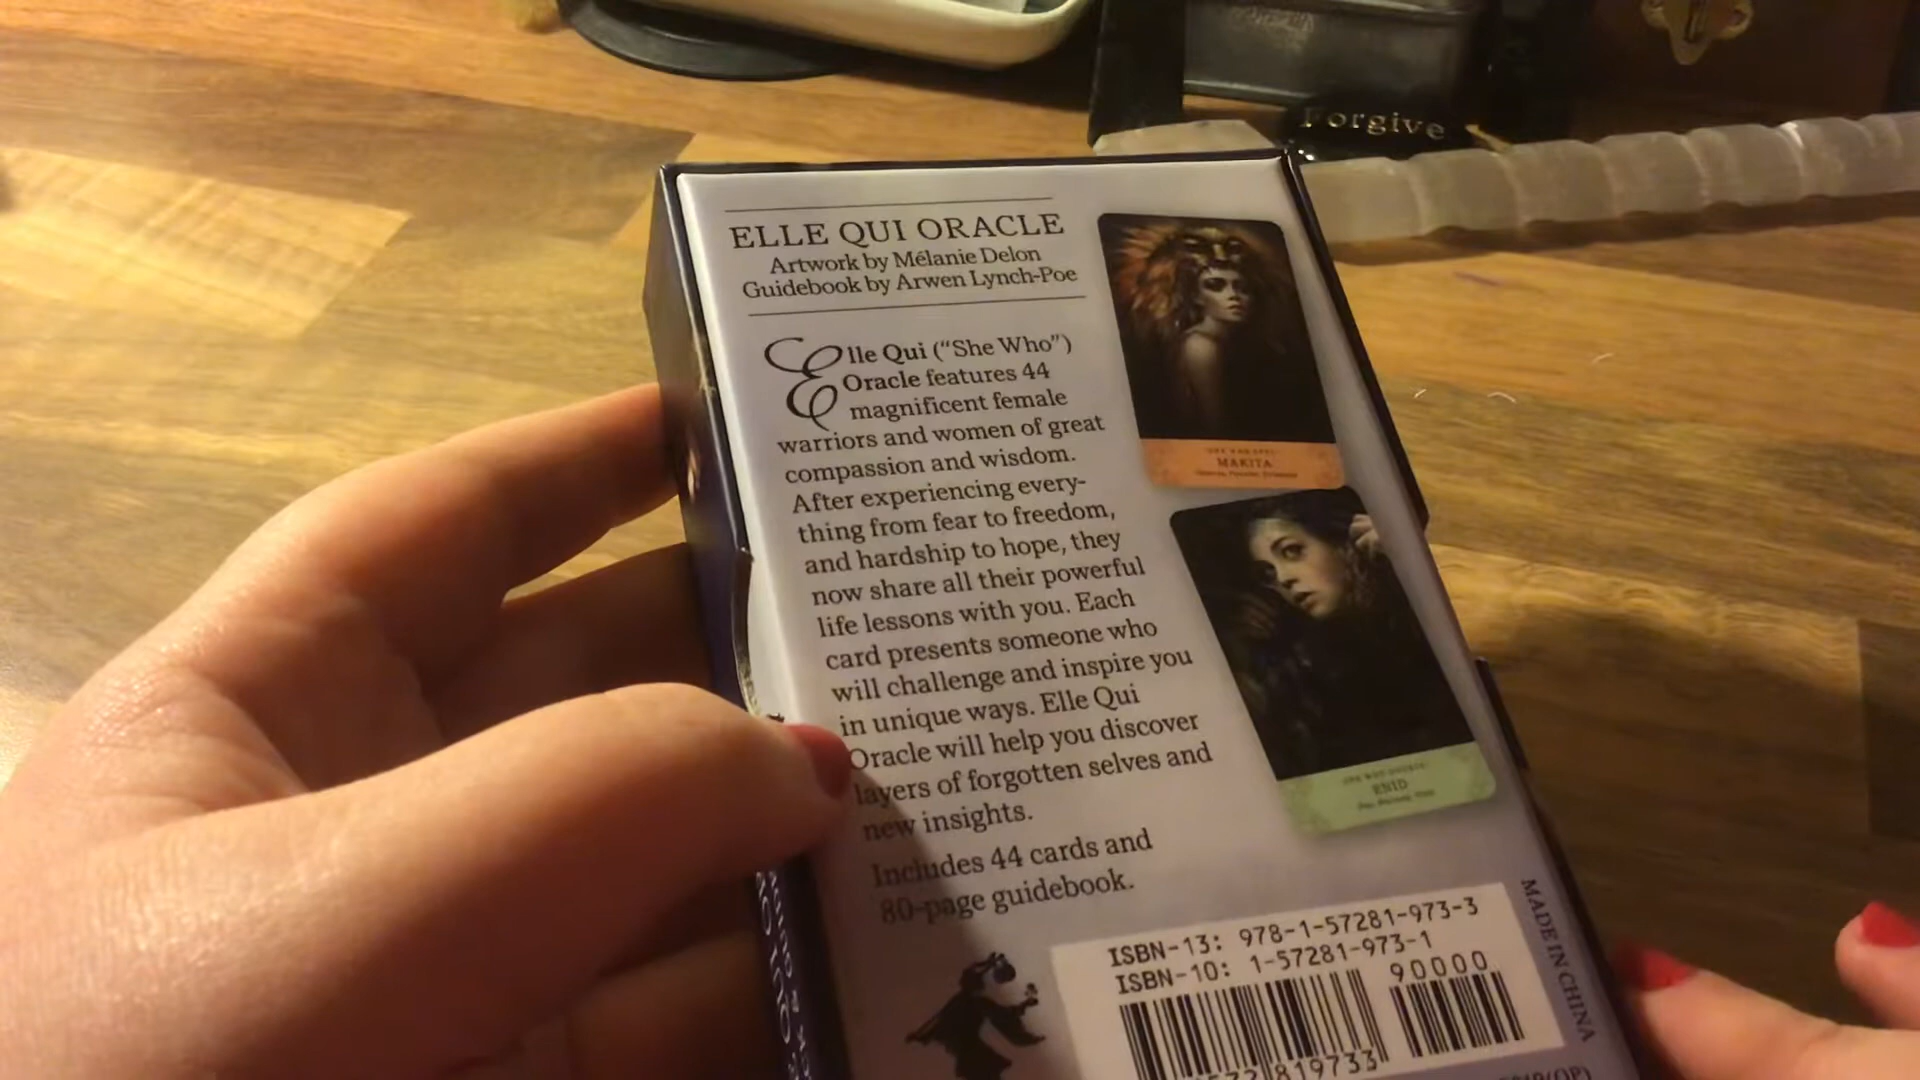 Forgive
ELLE QUI ORACLE
Artwork by Mélanie Delon
Guidebook by Arwen Lynch-Poe
Elle Qui (“She Who”)
Oracle features 44
magnificent female
warriors and women of great
compassion and wisdom.
After experiencing every-
thing from fear to freedom,
and hardship to hope, they
now share all their powerful
life lessons with you. Each
card presents someone who
will challenge and inspire you
in unique ways. Elle Qui
Oracle will help you discover
layers of forgotten selves and
new insights.
Includes 44 cards and
80-page guidebook.
MAKITA
ENID
ISBN-13: 978-1-57281-973-3
ISBN-10: 1-57281-973-1
90000
819733
MADE IN CHINA